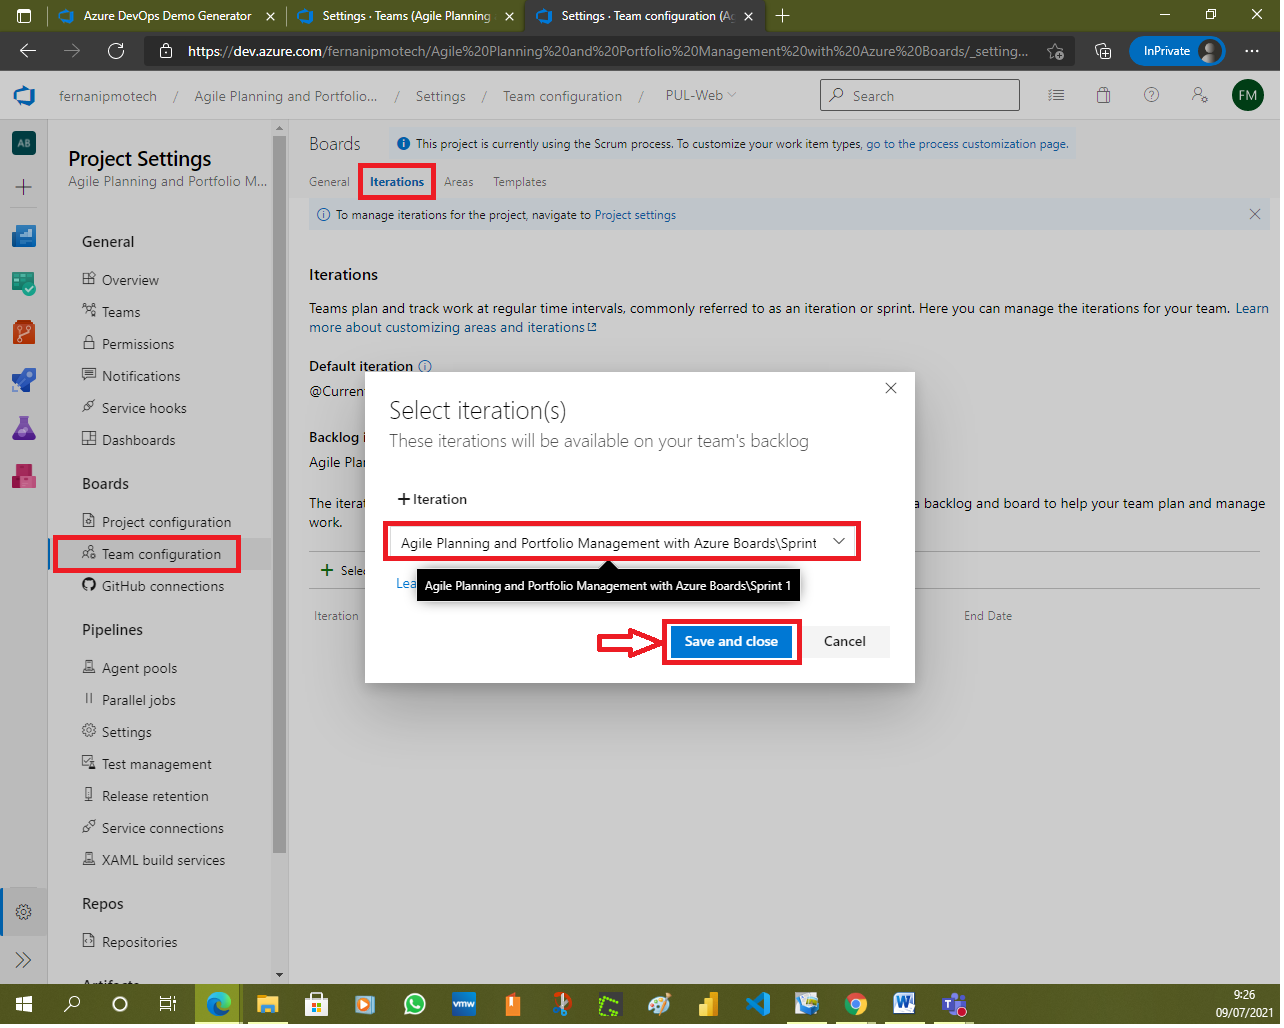 Azure DevOps Demo Generator
Settings · Teams (Agile Planning
Settings · Team configuration (Ag
https://dev.azure.com/fernanipmotech/Agile%20Planning%20and%20Portfolio%20Management%20with%20Azure%20Boards/_setting...
InPrivate
fernanipmotech / Agile Planning and Portfolio... / Settings / Team configuration / PUL-Web
Search
FM
AB
Project Settings
Agile Planning and Portfolio M...
General
Overview
Teams
Permissions
Notifications
Service hooks
Dashboards
Boards
Project configuration
Team configuration
GitHub connections
Pipelines
Agent pools
Parallel jobs
Settings
Test management
Release retention
Service connections
XAML build services
Repos
Repositories
Artifacts
Boards
This project is currently using the Scrum process. To customize your work item types, go to the process customization page.
General Iterations Areas Templates
To manage iterations for the project, navigate to Project settings
Iterations
Teams plan and track work at regular time intervals, commonly referred to as an iteration or sprint. Here you can manage the iterations for your team. Learn
more about customizing areas and iterations
Default iteration
@Curren
Backlog i
Agile Plan
The iterat
a backlog and board to help your team plan and manage
work.
+ Selec
Iteration
End Date
Select iteration(s)
These iterations will be available on your team's backlog
+ Iteration
Agile Planning and Portfolio Management with Azure Boards\Sprint
Lea
Agile Planning and Portfolio Management with Azure Boards\Sprint 1
Save and close
Cancel
vmw
9:26
09/07/2021